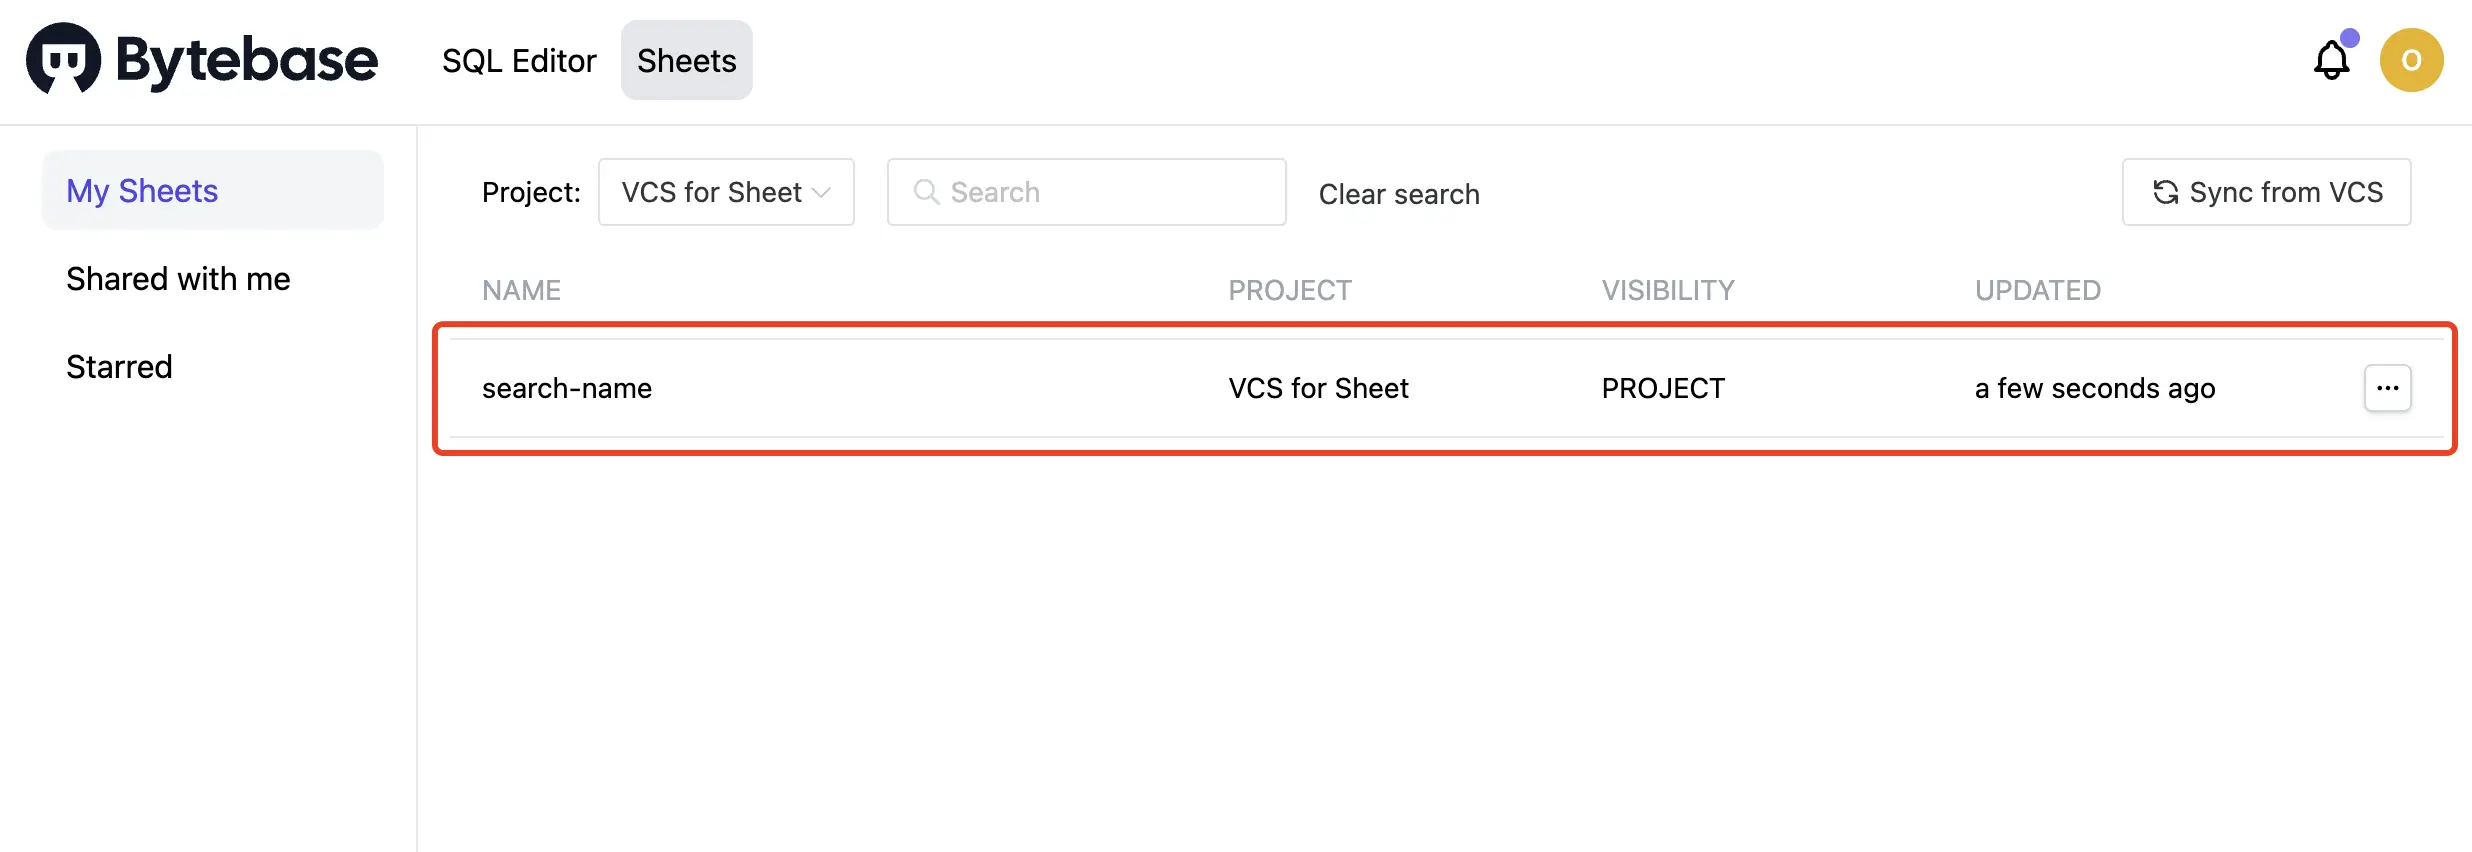 Bytebase SQL Editor Sheets O
My Sheets
Shared with me
Starred
Project: VCS for Sheet Search Clear search Sync from VCS
NAME PROJECT VISIBILITY UPDATED
search-name VCS for Sheet PROJECT a few seconds ago